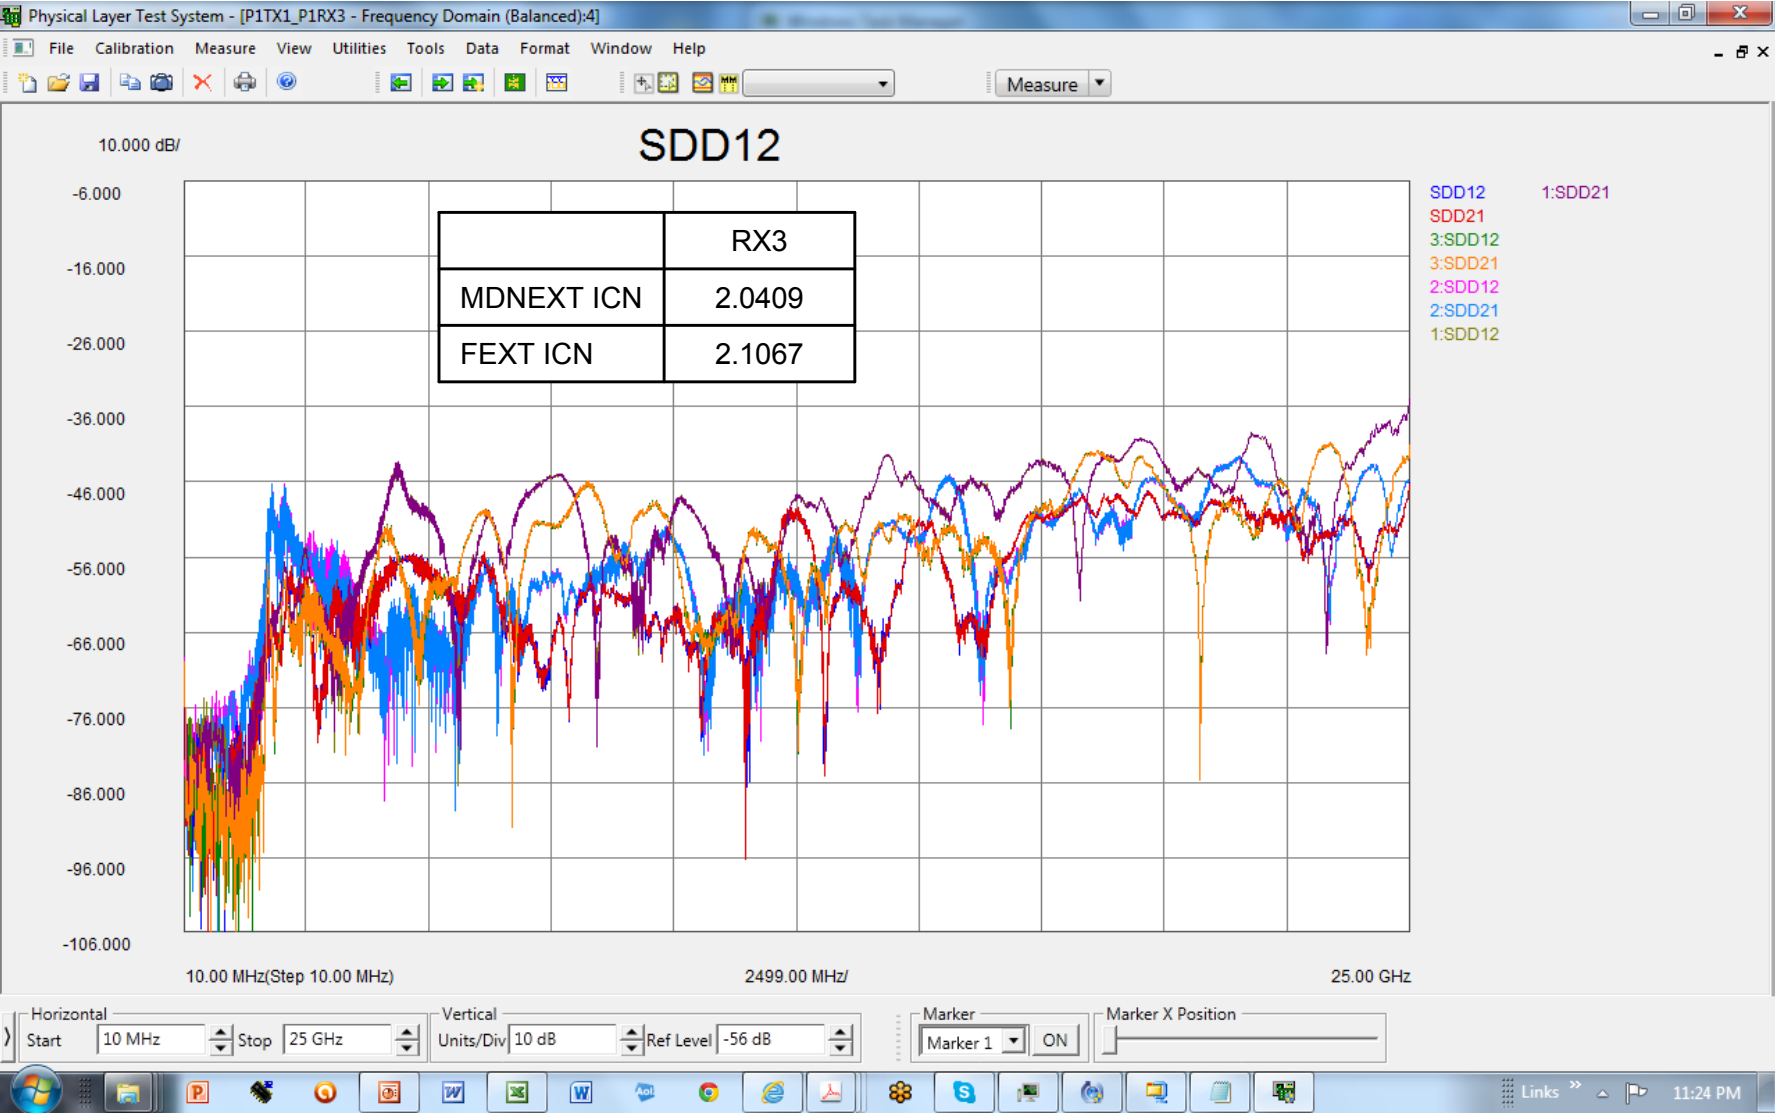 Physical Layer Test System - [P1TX1_P1RX3 - Frequency Domain (Balanced):4]
File Calibration Measure View Utilities Tools Data Format Window Help
Measure
10.000 dB/
SDD12
-6.000
-16.000
-26.000
-36.000
-46.000
-56.000
-66.000
-76.000
-86.000
-96.000
-106.000
RX3
MDNEXT ICN 2.0409
FEXT ICN 2.1067
SDD12 1:SDD21
SDD21
3:SDD12
3:SDD21
2:SDD12
2:SDD21
1:SDD12
10.00 MHz(Step 10.00 MHz) 2499.00 MHz/ 25.00 GHz
Horizontal Vertical Marker Marker X Position
Start 10 MHz Stop 25 GHz Units/Div 10 dB Ref Level -56 dB Marker 1 ON
Links 11:24 PM